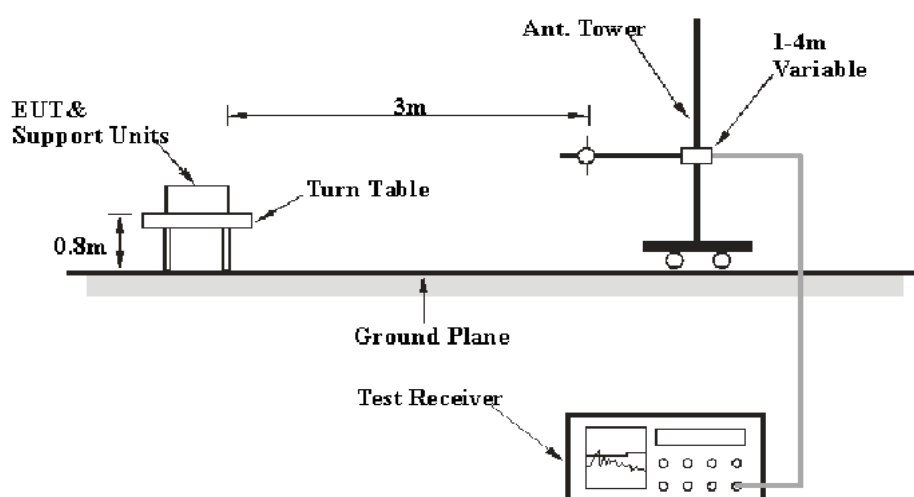 Ant. Tower
1-4m
Variable
EUT&
Support Units
3m
Turn Table
0.8m
Ground Plane
Test Receiver